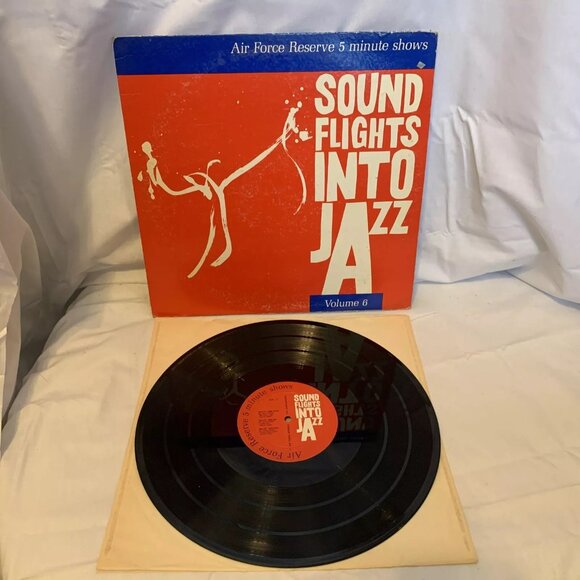 Air Force Reserve 5 minute shows
SOUND
FLIGHTS
INTO
JAZZ
Volume 6
Air Force Reserve 5 minute shows
SOUND
FLIGHTS
INTO
JAZZ